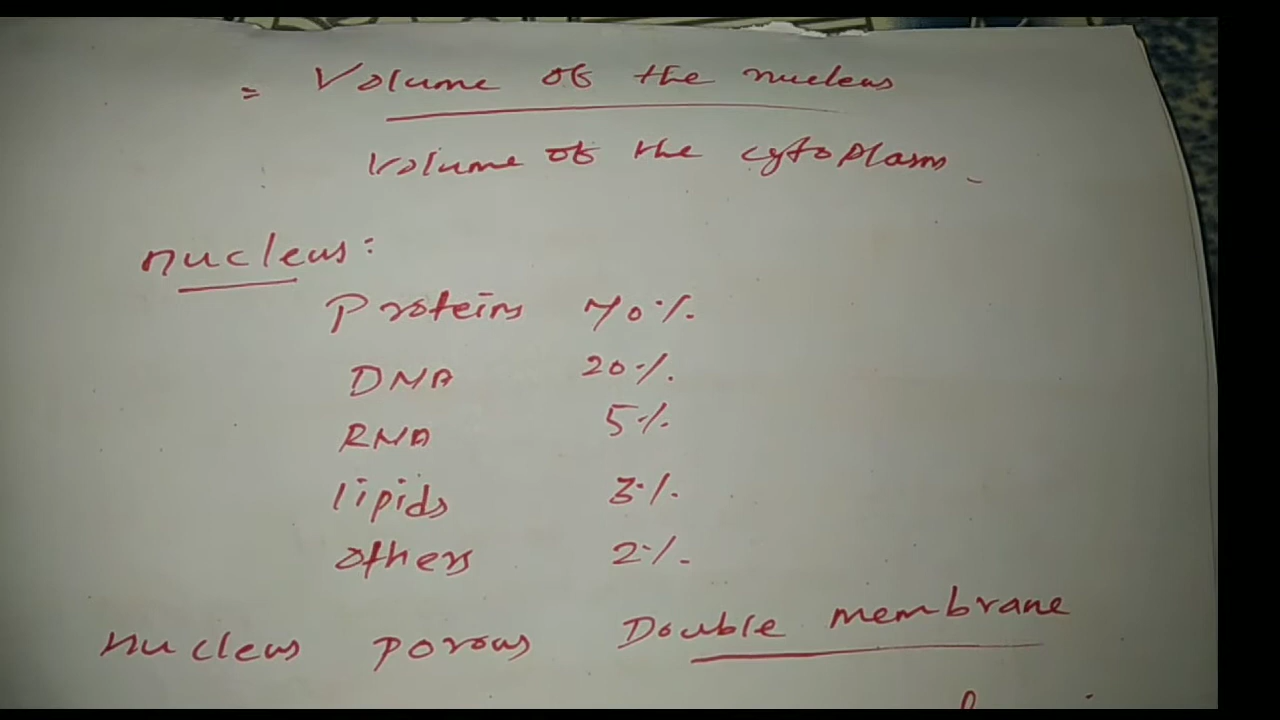 = Volume of the nucleus
Volume of the cytoplasm
nucleus:
Proteins 70%
DNA 20%
RNA 5%
lipids 3%
others 2%
nucleus porous Double membrane